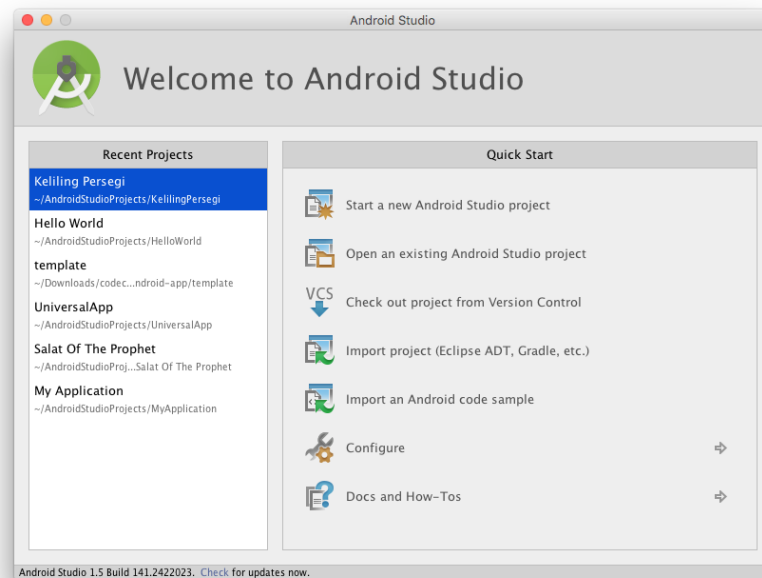 Android Studio
Welcome to Android Studio
Recent Projects
Keliling Persegi
~/AndroidStudioProjects/KelilingPersegi
Hello World
~/AndroidStudioProjects/HelloWorld
template
~/Downloads/codec...ndroid-app/template
UniversalApp
~/AndroidStudioProjects/UniversalApp
Salat Of The Prophet
~/AndroidStudioProj...Salat Of The Prophet
My Application
~/AndroidStudioProjects/MyApplication
Quick Start
Start a new Android Studio project
Open an existing Android Studio project
VCS
Check out project from Version Control
Import project (Eclipse ADT, Gradle, etc.)
Import an Android code sample
Configure
Docs and How-Tos
Android Studio 1.5 Build 141.2422023. Check for updates now.